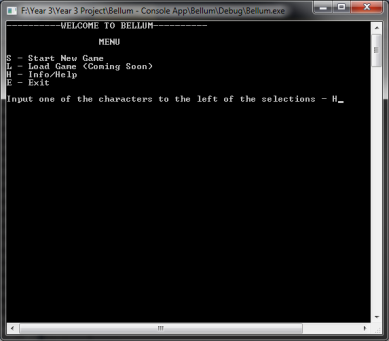 F:\Year 3\Year 3 Project\Bellum - Console App\Bellum\Debug\Bellum.exe
----------WELCOME TO BELLUM----------
MENU
S - Start New Game
L - Load Game (Coming Soon)
H - Info/Help
E - Exit
Input one of the characters to the left of the selections - H_